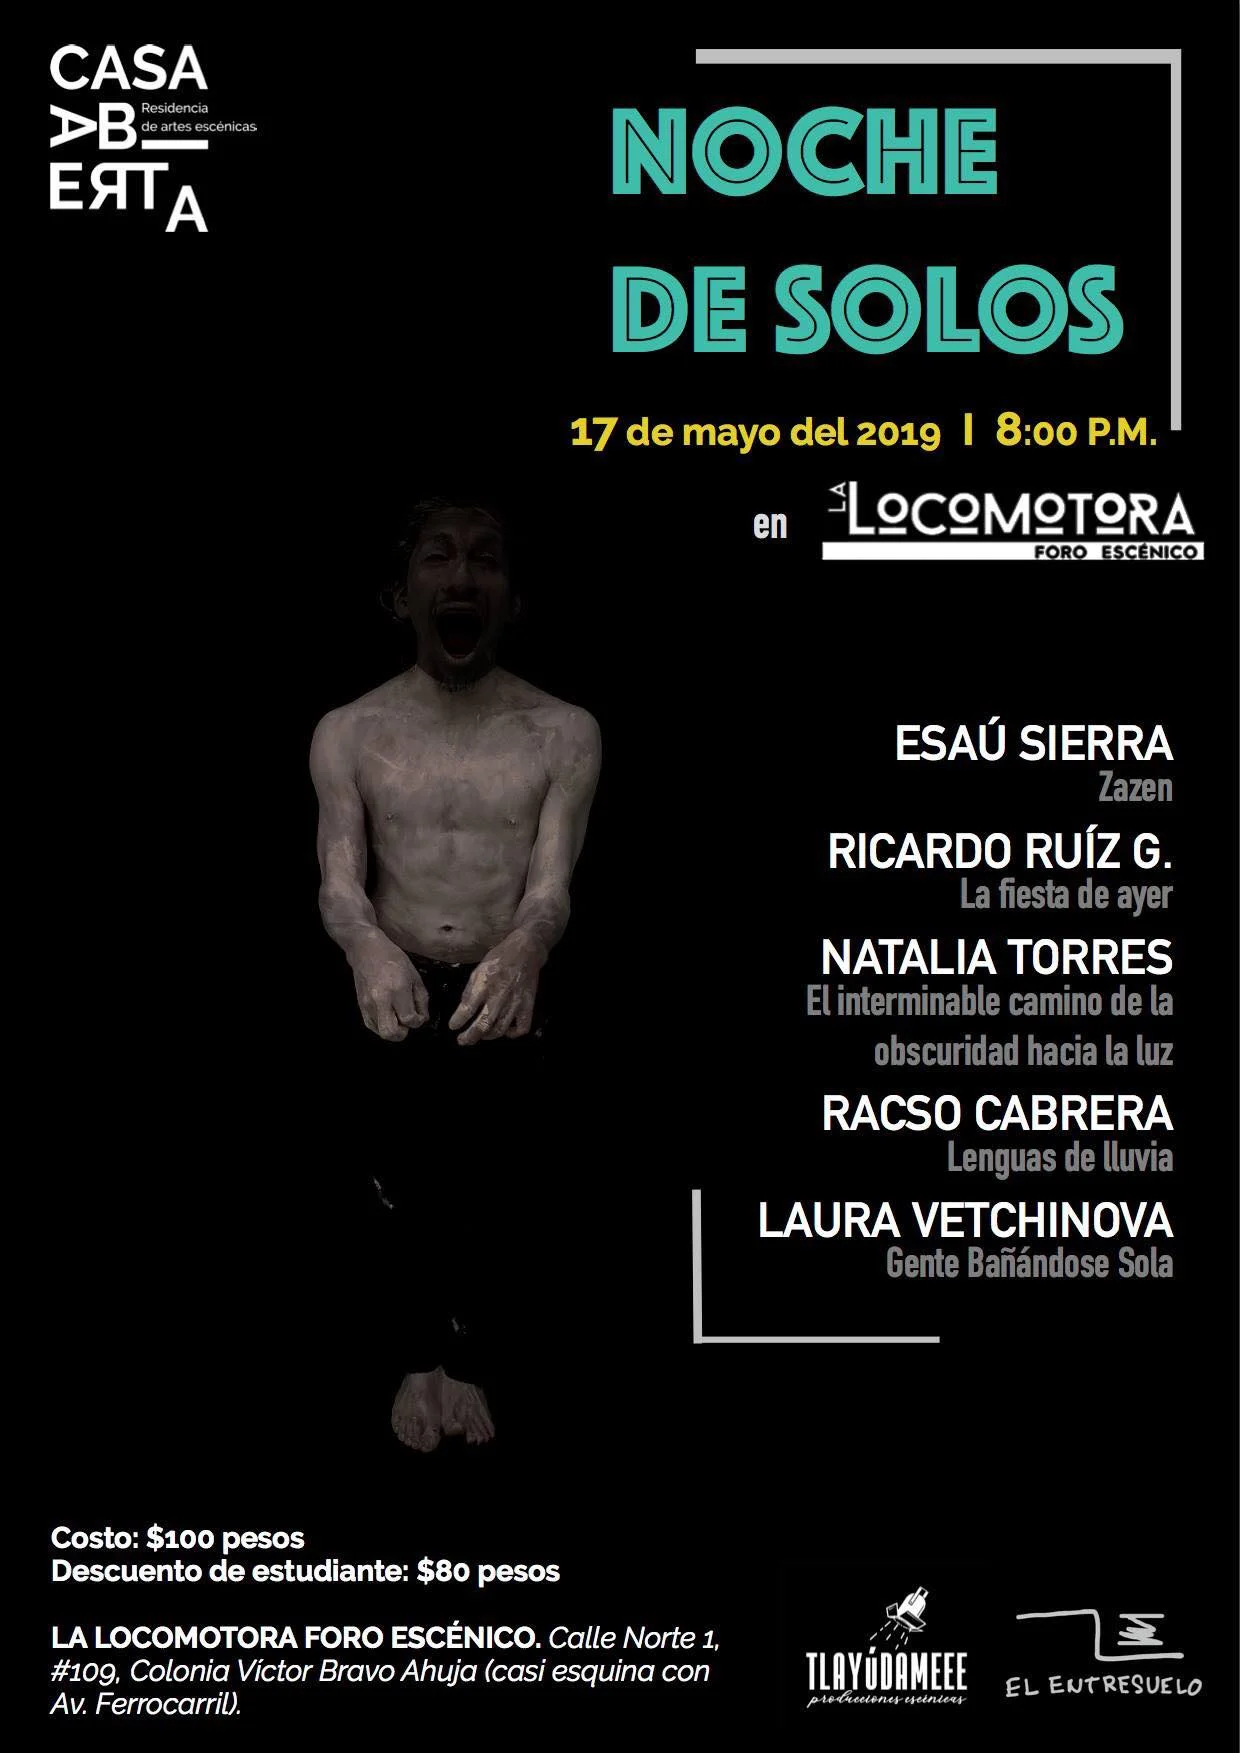 CASA
Residencia
AB
de artes escénicas
IERTA
NOCHE
DE SOLOS
17 de mayo del 2019 I 8:00 P.M.
en LA LOCOMOTORA
FORO ESCÉNICO
ESAÚ SIERRA
Zazen
RICARDO RUÍZ G.
La fiesta de ayer
NATALIA TORRES
El interminable camino de la
obscuridad hacia la luz
RACSO CABRERA
Lenguas de lluvia
LAURA VETCHINOVA
Gente Bañándose Sola
Costo: $100 pesos
Descuento de estudiante: $80 pesos
LA LOCOMOTORA FORO ESCÉNICO. Calle Norte 1,
#109, Colonia Víctor Bravo Ahuja (casi esquina con
Av. Ferrocarril).
TLAYÚDAMEEE
producciones escénicas
EL ENTRESUELO